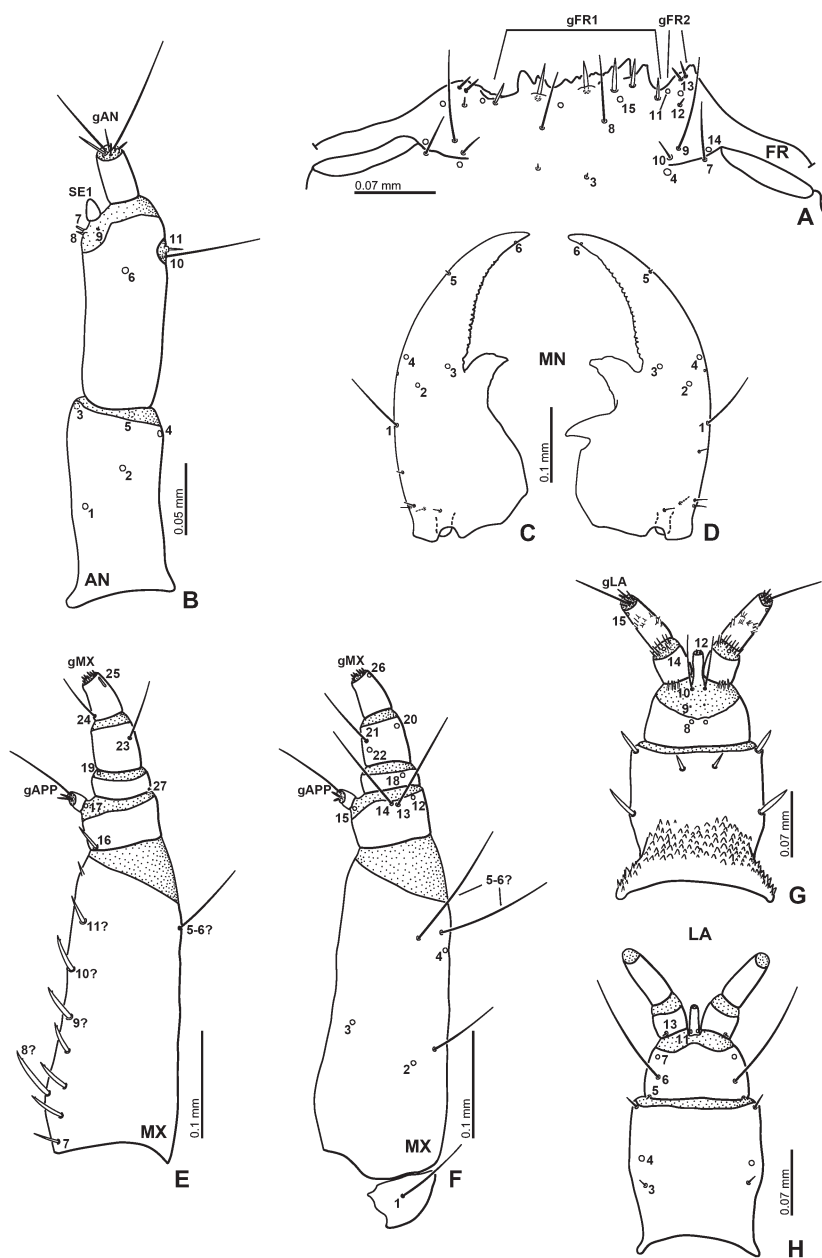 gFR1
gFR2
13
11
12
15
8
10
9
14
7
4
3
FR
0.07 mm
A
gAN
SE1
7
8
9
11
10
6
3
5
4
2
1
0.05 mm
AN
B
6
5
4
3
2
1
C
MN
0.1 mm
6
5
4
3
2
1
D
gMX
25
24
23
19
27
gAPP
17
16
11?
5-6?
10?
9?
8?
7
0.1 mm
MX
E
gMX
26
21
20
22
18
gAPP
14
13
12
15
5-6?
4
3
2
0.1 mm
MX
1
F
gLA
15
12
14
10
9
8
0.07 mm
G
LA
13
11
7
6
5
4
3
0.07 mm
H